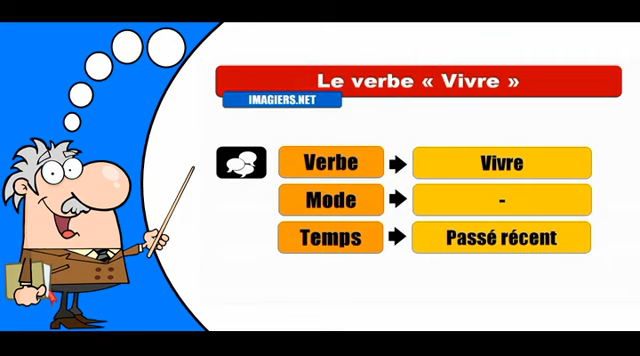 Le verbe « Vivre »
IMAGIERS.NET
Verbe Vivre
Mode -
Temps Passé récent